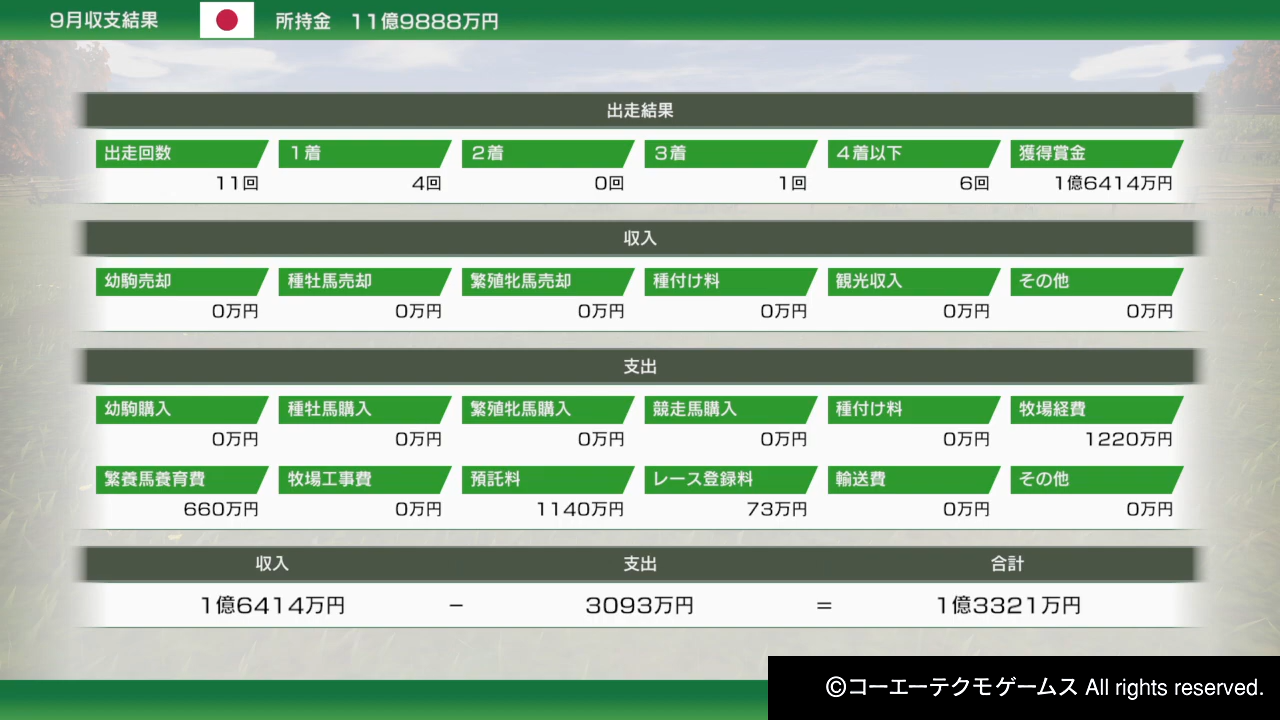 9月収支結果 所持金 11億9888万円
出走結果
出走回数 1着 2着 3着 4着以下 獲得賞金
11回 4回 0回 1回 6回 1億6414万円
収入
幼駒売却 種牡馬売却 繁殖牝馬売却 種付け料 観光収入 その他
0万円 0万円 0万円 0万円 0万円 0万円
支出
幼駒購入 種牡馬購入 繁殖牝馬購入 競走馬購入 種付け料 牧場経費
0万円 0万円 0万円 0万円 0万円 1220万円
繁養馬養育費 牧場工事費 預託料 レース登録料 輸送費 その他
660万円 0万円 1140万円 73万円 0万円 0万円
収入 支出 合計
1億6414万円 − 3093万円 = 1億3321万円
©コーエーテクモゲームス All rights reserved.